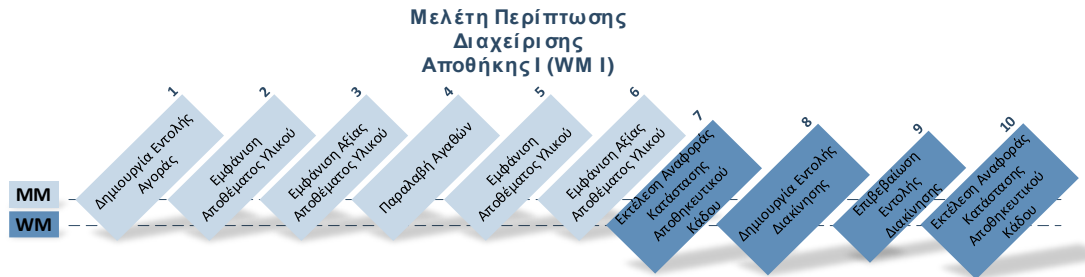 Μελέτη Περίπτωσης
Διαχείρισης
Αποθήκης I (WM I)
MM
WM
1
Δημιουργία Εντολής
Αγοράς
2
Εμφάνιση
Αποθέματος Υλικού
3
Εμφάνιση Αξίας
Αποθέματος Υλικού
4
Παραλαβή Αγαθών
5
Εμφάνιση
Αποθέματος Υλικού
6
Εμφάνιση Αξίας
Αποθέματος Υλικού
7
Εκτέλεση Αναφοράς
Κατάστασης
Αποθηκευτικού
Κάδου
8
Δημιουργία Εντολής
Διακίνησης
9
Επιβεβαίωση
Εντολής
Διακίνησης
10
Εκτέλεση Αναφοράς
Κατάστασης
Αποθηκευτικού
Κάδου